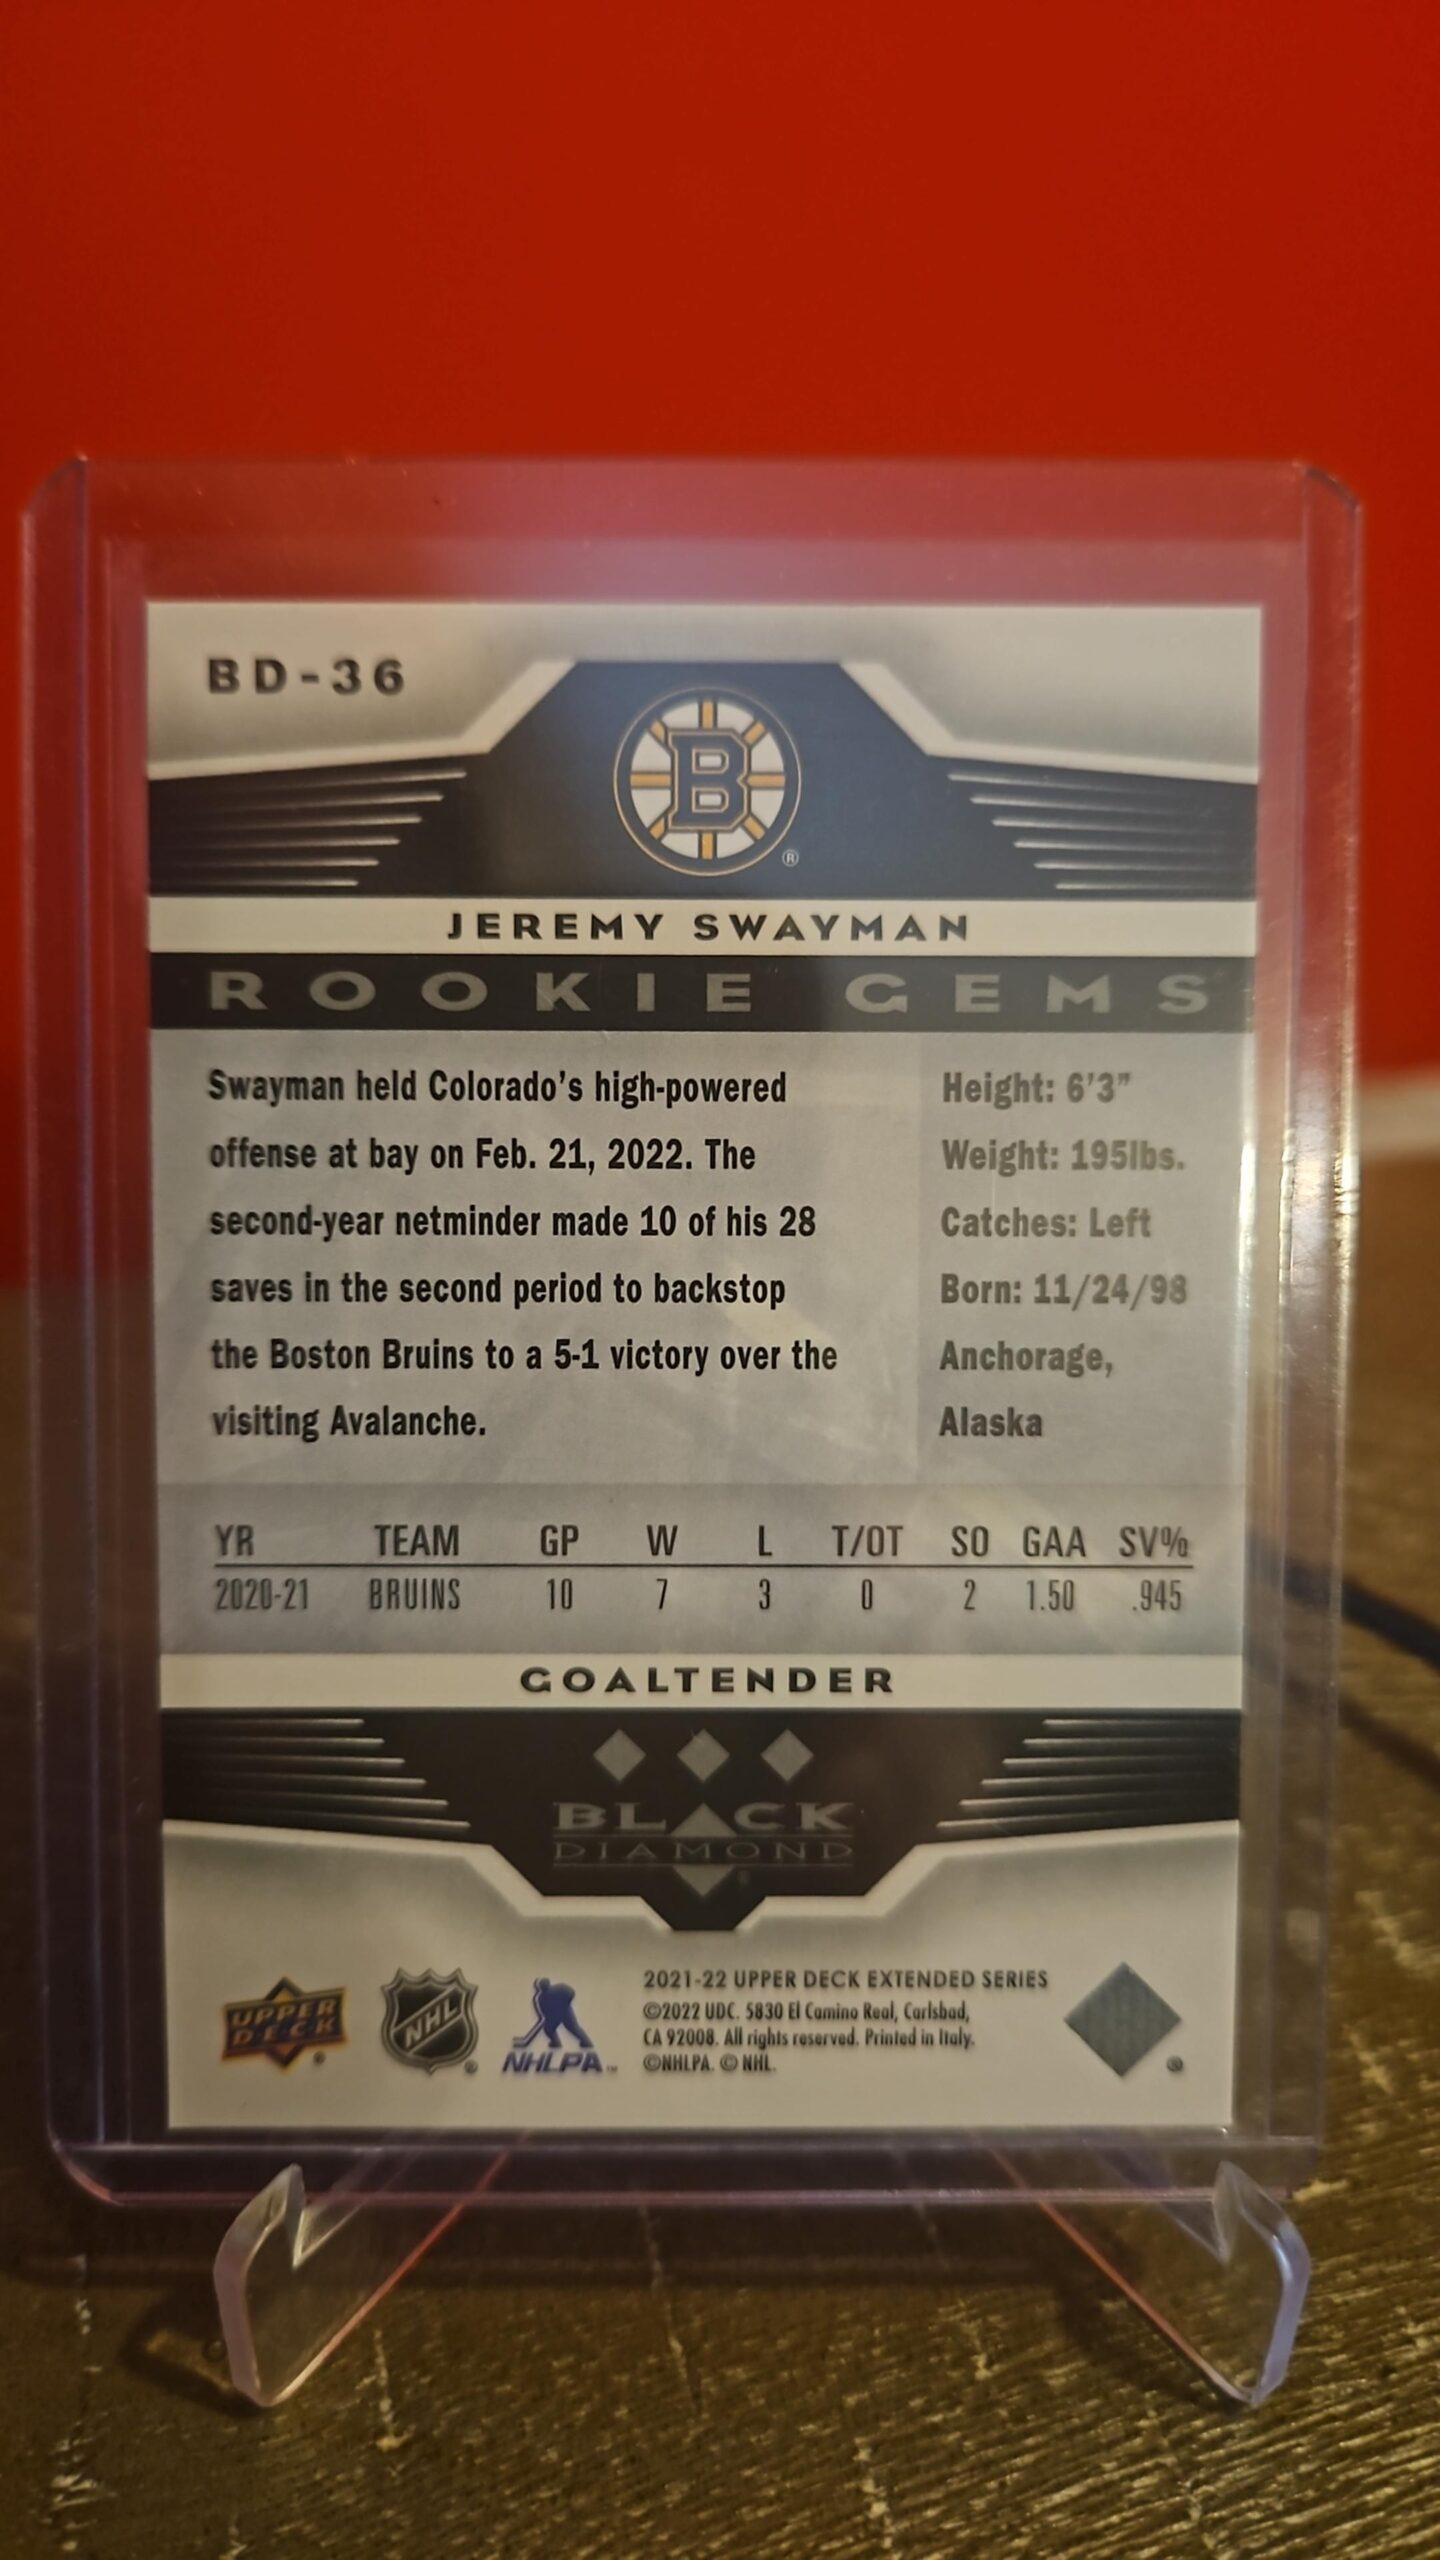 BD-36
B
®
JEREMY SWAYMAN
ROOKIE GEMS
Swayman held Colorado's high-powered
offense at bay on Feb. 21, 2022. The
second-year netminder made 10 of his 28
saves in the second period to backstop
the Boston Bruins to a 5-1 victory over the
visiting Avalanche.
Height: 6'3"
Weight: 195lbs.
Catches: Left
Born: 11/24/98
Anchorage,
Alaska
YR TEAM GP W L T/OT SO GAA SV%
2020-21 BRUINS 10 7 3 0 2 1.50 .945
GOALTENDER
BLACK
DIAMOND
UPPER
DECK
NHL
NHLPA
2021-22 UPPER DECK EXTENDED SERIES
©2022 UDC. 5830 El Camino Real, Carlsbad,
CA 92008. All rights reserved. Printed in Italy.
©NHLPA. © NHL.